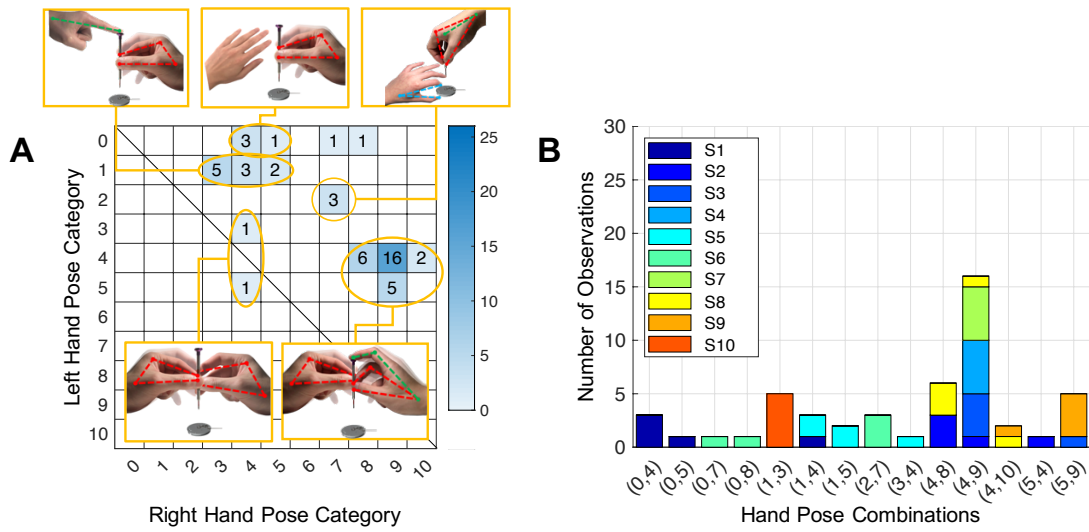 A
Left Hand Pose Category
0
1
2
3
4
5
6
7
8
9
10
3 1 1 1
5 3 2
3
1
6 16 2
1 5
0 1 2 3 4 5 6 7 8 9 10
Right Hand Pose Category
25
20
15
10
5
0
B
Number of Observations
30
25
20
15
10
5
0
S1
S2
S3
S4
S5
S6
S7
S8
S9
S10
(0,4) (0,5) (0,7) (0,8) (1,3) (1,4) (1,5) (2,7) (3,4) (4,8) (4,9) (4,10) (5,4) (5,9)
Hand Pose Combinations